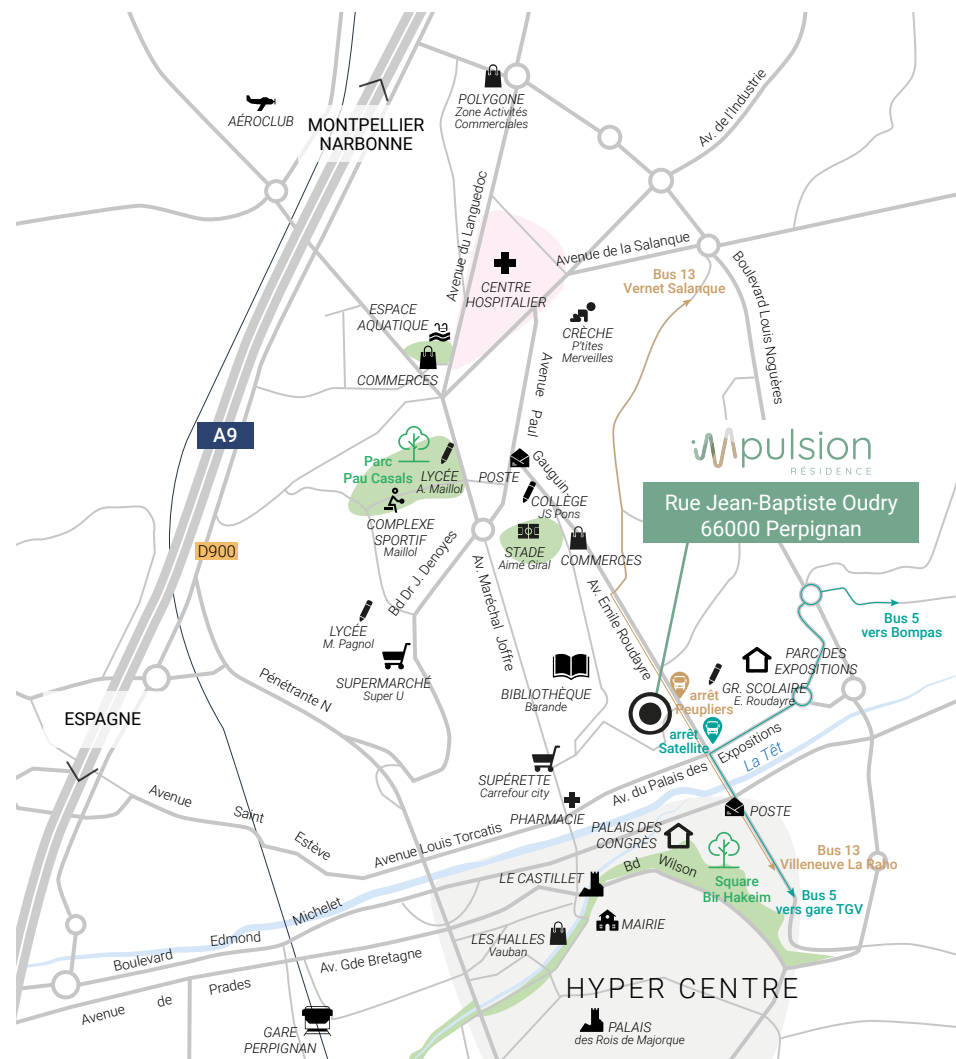 POLYGONE
Zone Activités
Commerciales
AÉROCLUB
MONTPELLIER
NARBONNE
Av. de l'Industrie
Avenue du Languedoc
Avenue de la Salanque
Bus 13
Vernet Salanque
Boulevard Louis Noguères
CENTRE
HOSPITALIER
ESPACE
AQUATIQUE
CRÈCHE
P'tites
Merveilles
COMMERCES
Avenue Paul Gauguin
A9
Parc
Pau Casals
LYCÉE
A. Maillol
POSTE
COLLÈGE
JS Pons
impulsion
RÉSIDENCE
Rue Jean-Baptiste Oudry
66000 Perpignan
COMPLEXE
SPORTIF
Maillol
STADE
Aimé Giral
COMMERCES
D900
Bd Dr J. Denoyes
Av. Maréchal Joffre
Av. Emile Roudayre
Bus 5
vers Bompas
LYCÉE
M. Pagnol
SUPERMARCHÉ
Super U
BIBLIOTHÈQUE
Barande
PARC DES
EXPOSITIONS
GR. SCOLAIRE
E. Roudayre
arrêt
Peupliers
arrêt
Satellite
Pénétrante N
ESPAGNE
Av. du Palais des Expositions
La Têt
SUPÉRETTE
Carrefour city
PHARMACIE
POSTE
Avenue Saint Estève
Avenue Louis Torcatis
PALAIS DES
CONGRÈS
Bd Wilson
Bus 13
Villeneuve La Raho
Square
Bir Hakeim
Bus 5
vers gare TGV
LE CASTILLET
MAIRIE
LES HALLES
Vauban
Boulevard Edmond Michelet
Av. Gde Bretagne
Avenue de Prades
HYPER CENTRE
GARE
PERPIGNAN
PALAIS
des Rois de Majorque